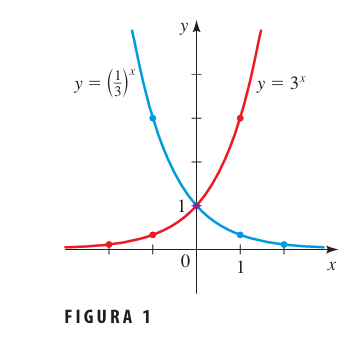 y
y = (1/3)^x
y = 3^x
1
0
1
x
FIGURA 1